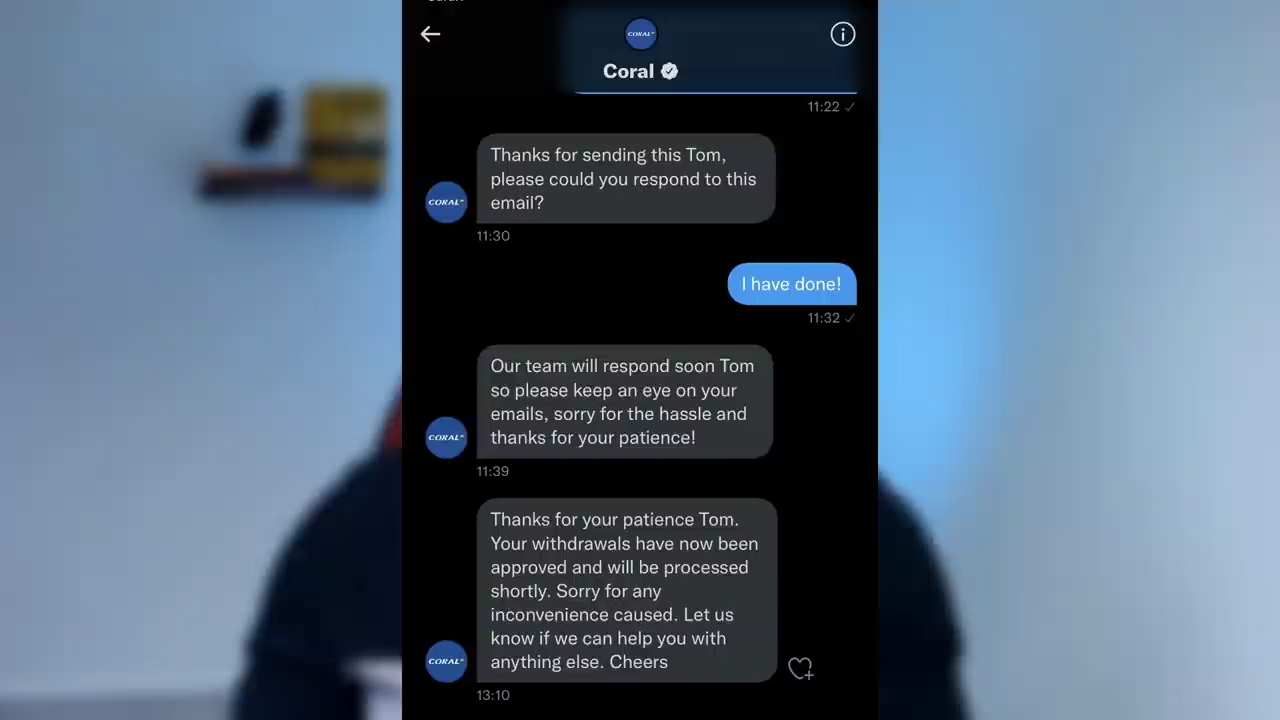 CORAL
Coral
11:22
Thanks for sending this Tom,
please could you respond to this
email?
CORAL
11:30
I have done!
11:32
Our team will respond soon Tom
so please keep an eye on your
emails, sorry for the hassle and
thanks for your patience!
CORAL
11:39
Thanks for your patience Tom.
Your withdrawals have now been
approved and will be processed
shortly. Sorry for any
inconvenience caused. Let us
know if we can help you with
anything else. Cheers
CORAL
13:10